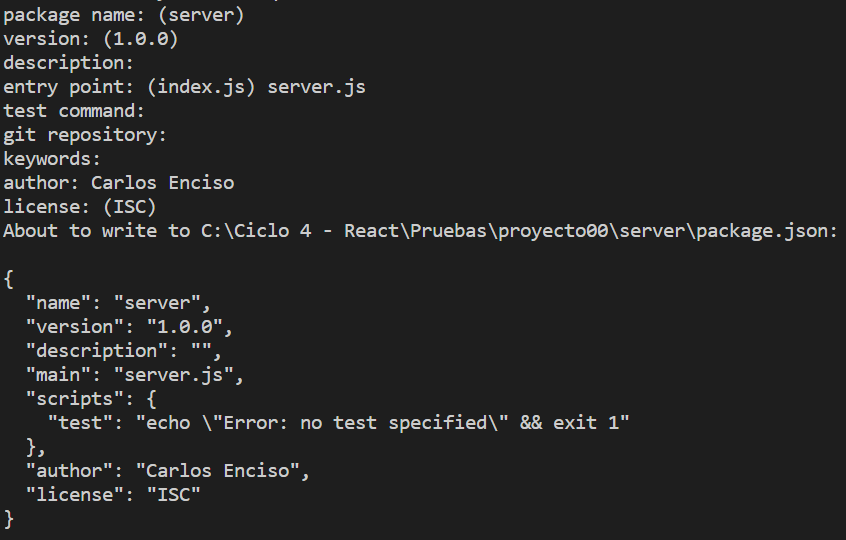 package name: (server)
version: (1.0.0)
description:
entry point: (index.js) server.js
test command:
git repository:
keywords:
author: Carlos Enciso
license: (ISC)
About to write to C:\Ciclo 4 - React\Pruebas\proyecto00\server\package.json:

{
  "name": "server",
  "version": "1.0.0",
  "description": "",
  "main": "server.js",
  "scripts": {
    "test": "echo \"Error: no test specified\" && exit 1"
  },
  "author": "Carlos Enciso",
  "license": "ISC"
}